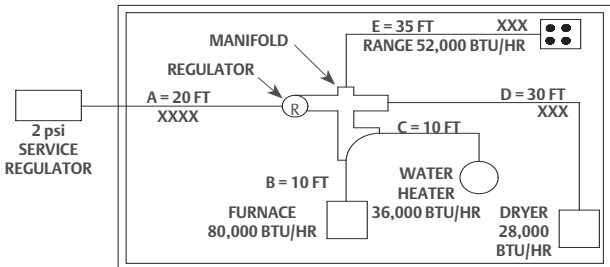 E = 35 FT
XXX
RANGE 52,000 BTU/HR
MANIFOLD
REGULATOR
A = 20 FT
XXXX
R
D = 30 FT
XXX
2 psi
SERVICE
REGULATOR
C = 10 FT
B = 10 FT
WATER
HEATER
36,000 BTU/HR
FURNACE
80,000 BTU/HR
DRYER
28,000
BTU/HR